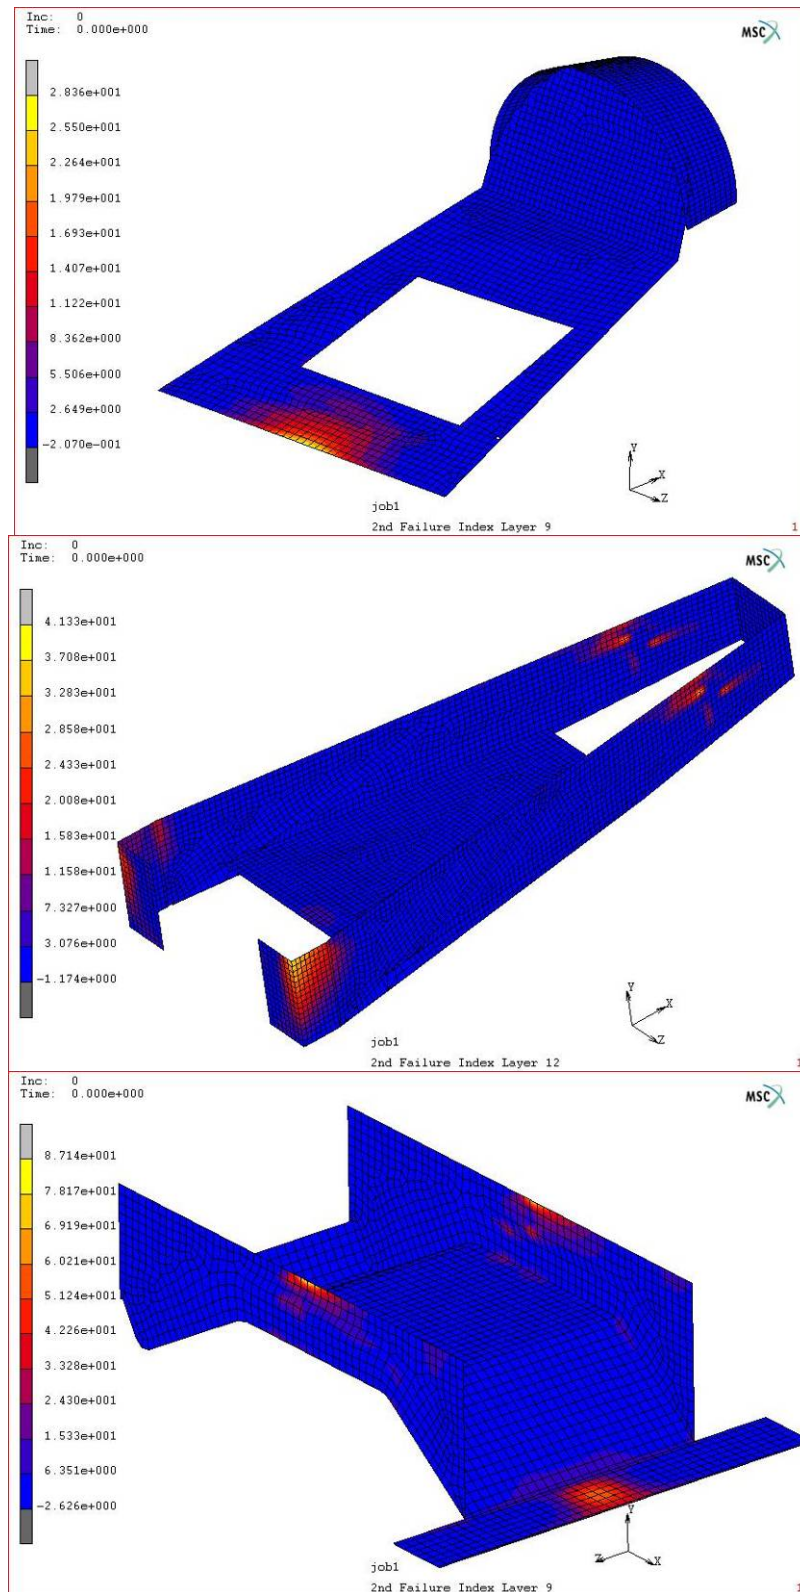 Inc: 0
Time: 0.000e+000
MSC
2.836e+001
2.550e+001
2.264e+001
1.979e+001
1.693e+001
1.407e+001
1.122e+001
8.362e+000
5.506e+000
2.649e+000
-2.070e-001
Y
X
Z
job1
2nd Failure Index Layer 9
1
Inc: 0
Time: 0.000e+000
MSC
4.133e+001
3.708e+001
3.283e+001
2.858e+001
2.433e+001
2.008e+001
1.583e+001
1.158e+001
7.327e+000
3.076e+000
-1.174e+000
Y
X
Z
job1
2nd Failure Index Layer 12
1
Inc: 0
Time: 0.000e+000
MSC
8.714e+001
7.817e+001
6.919e+001
6.021e+001
5.124e+001
4.226e+001
3.328e+001
2.430e+001
1.533e+001
6.351e+000
-2.626e+000
Y
Z
X
job1
2nd Failure Index Layer 9
1